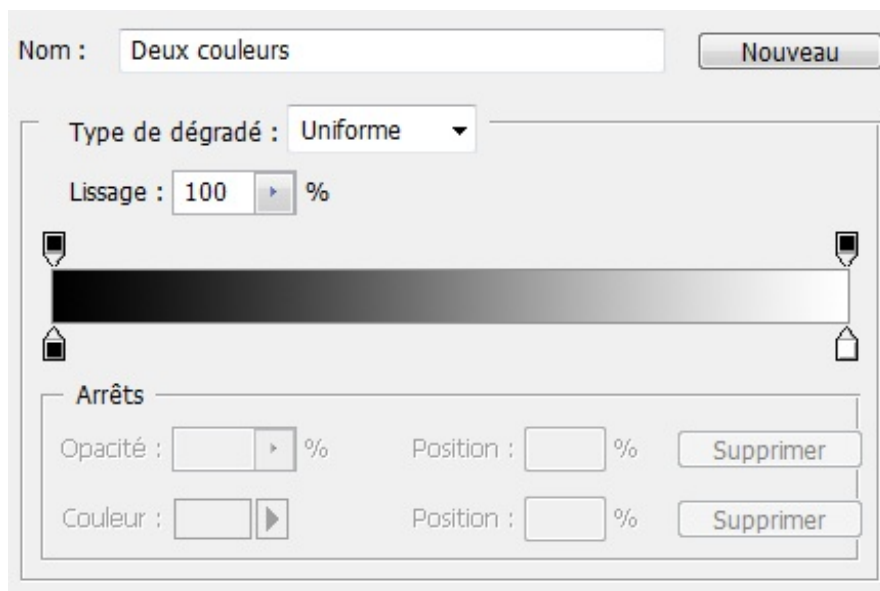 Nom : Deux couleurs Nouveau
Type de dégradé : Uniforme
Lissage : 100 %
Arrêts
Opacité : % Position : % Supprimer
Couleur : Position : % Supprimer